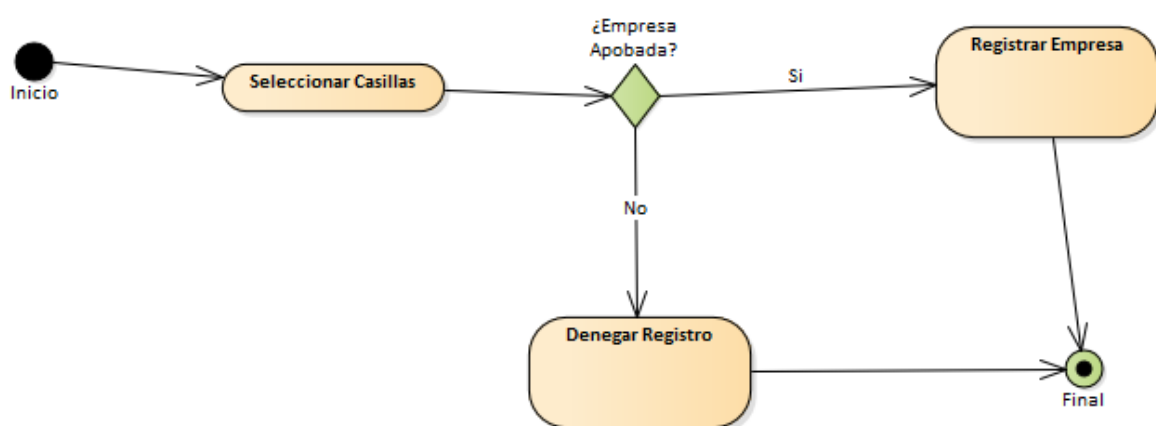 ¿Empresa
Apobada?
Registrar Empresa
Si
Seleccionar Casillas
Inicio
No
Denegar Registro
Final